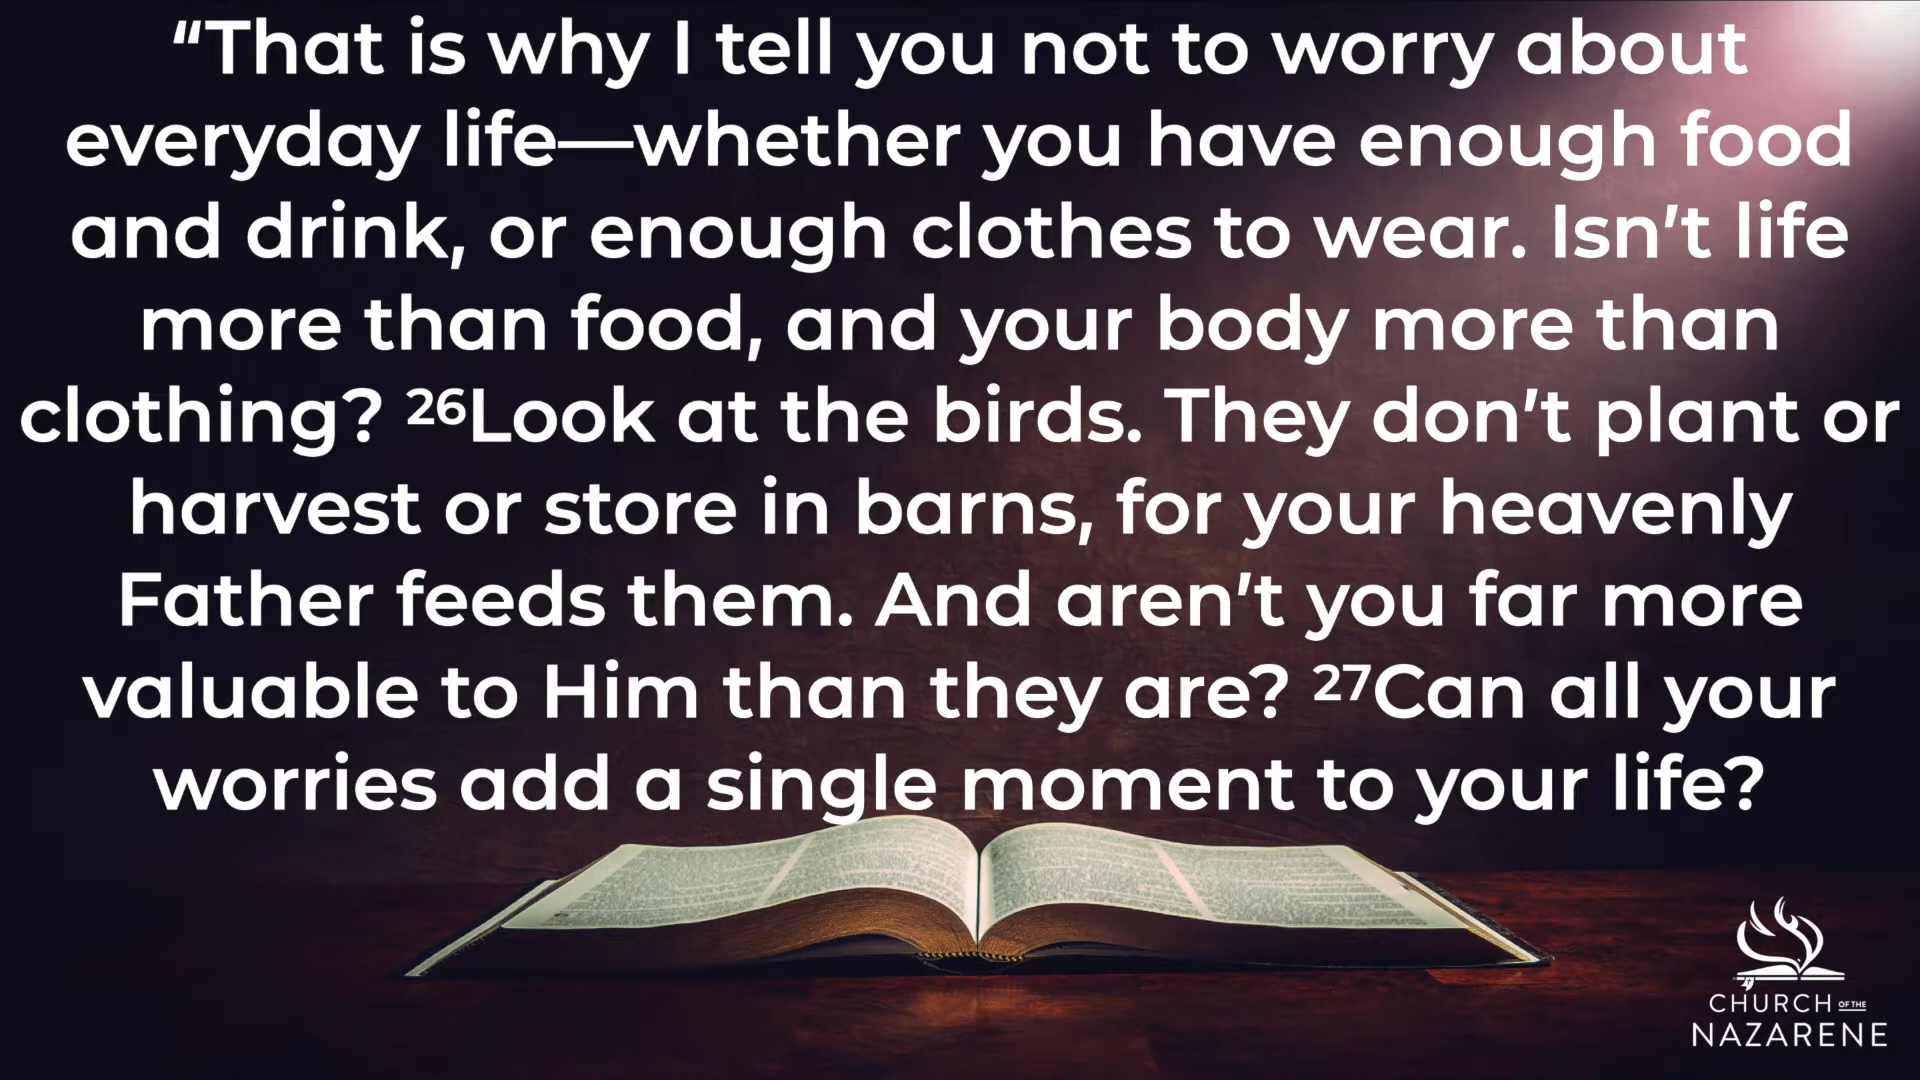 “That is why I tell you not to worry about
everyday life—whether you have enough food
and drink, or enough clothes to wear. Isn’t life
more than food, and your body more than
clothing? ²⁶Look at the birds. They don’t plant or
harvest or store in barns, for your heavenly
Father feeds them. And aren’t you far more
valuable to Him than they are? ²⁷Can all your
worries add a single moment to your life?
CHURCH OF THE
NAZARENE